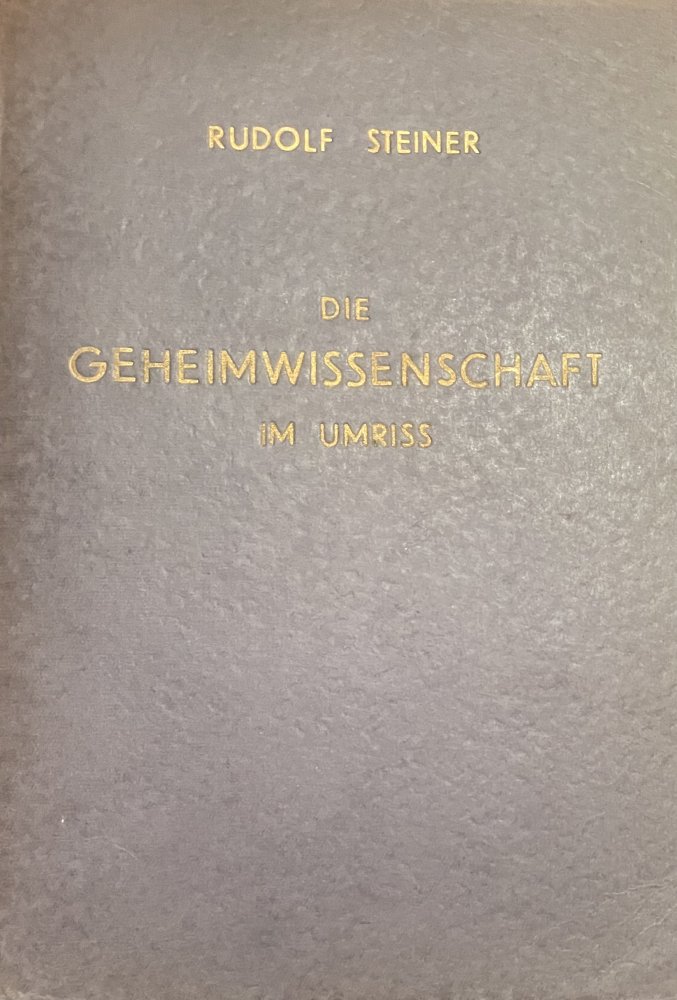 RUDOLF STEINER
DIE
GEHEIMWISSENSCHAFT
IM UMRISS